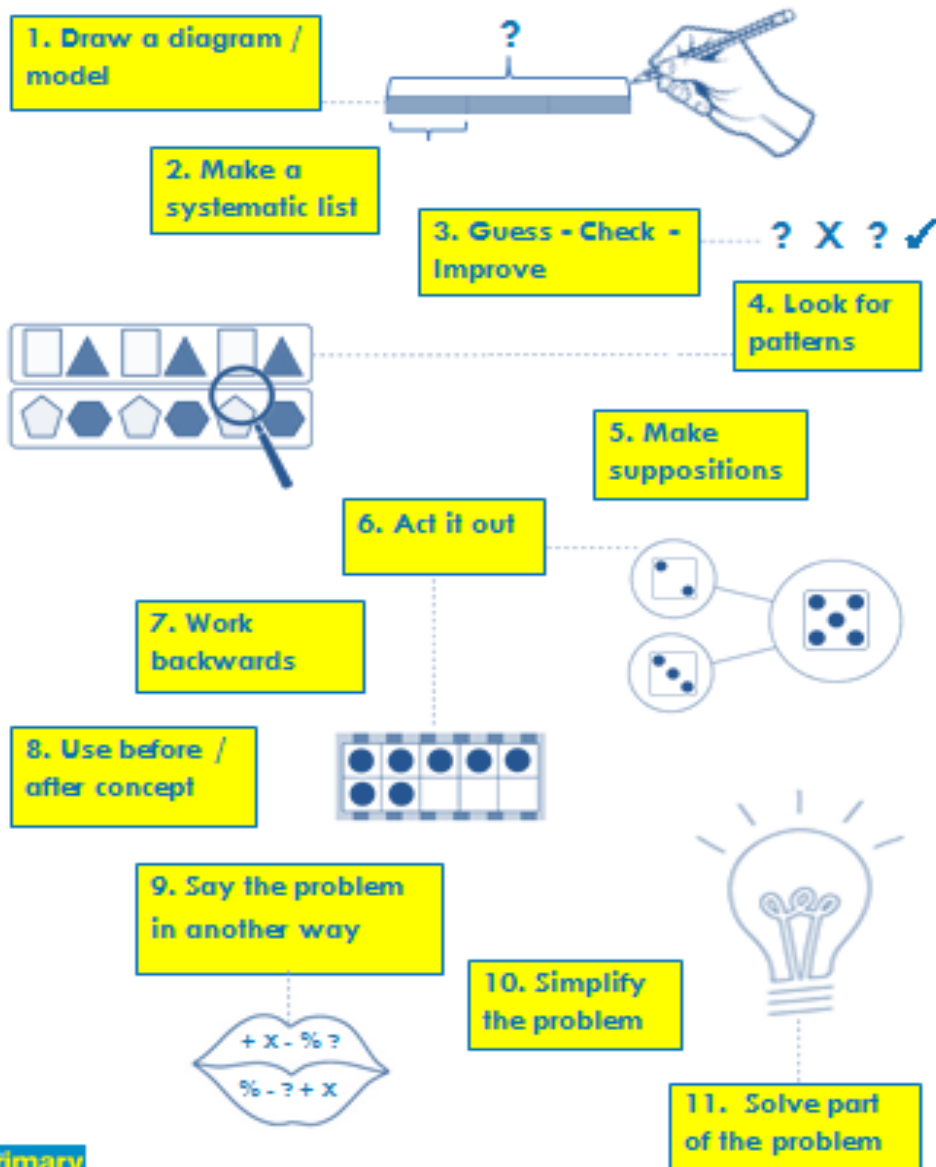 1. Draw a diagram /
model
?
2. Make a
systematic list
3. Guess - Check -
Improve
? X ? ✔
4. Look for
patterns
5. Make
suppositions
6. Act it out
7. Work
backwards
8. Use before /
after concept
9. Say the problem
in another way
10. Simplify
the problem
+ X - % ?
% - ? + X
11. Solve part
of the problem